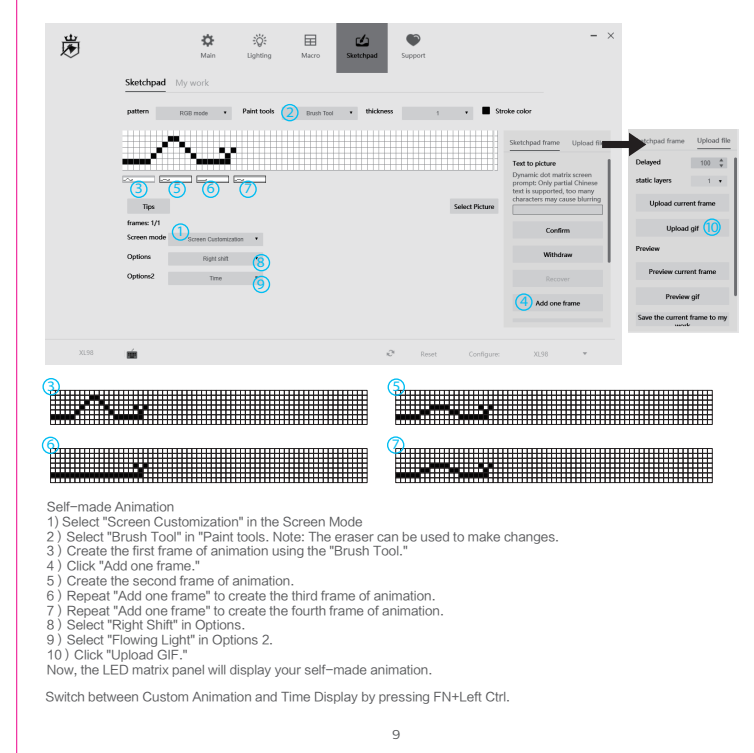 Main Lighting Macro Sketchpad Support
Sketchpad My work
pattern RGB mode Paint tools 2 Brush Tool thickness 1 Stroke color
3 5 6 7
Tips Select Picture
frames: 1/1
Screen mode 1 Screen Customization
Options Right shift 8
Options2 Time 9
Sketchpad frame Upload file
Text to picture
Dynamic dot matrix screen
prompt: Only partial Chinese
text is supported, too many
characters may cause blurring
Confirm
Withdraw
Recover
4 Add one frame
Sketchpad frame Upload file
Delayed 100
static layers 1
Upload current frame
Upload gif 10
Preview
Preview current frame
Preview gif
Save the current frame to my
work
XL98 Reset Configure: XL98
3 5
6 7
Self-made Animation
1) Select "Screen Customization" in the Screen Mode
2) Select "Brush Tool" in "Paint tools. Note: The eraser can be used to make changes.
3) Create the first frame of animation using the "Brush Tool."
4) Click "Add one frame."
5) Create the second frame of animation.
6) Repeat "Add one frame" to create the third frame of animation.
7) Repeat "Add one frame" to create the fourth frame of animation.
8) Select "Right Shift" in Options.
9) Select "Flowing Light" in Options 2.
10) Click "Upload GIF."
Now, the LED matrix panel will display your self-made animation.
Switch between Custom Animation and Time Display by pressing FN+Left Ctrl.
9